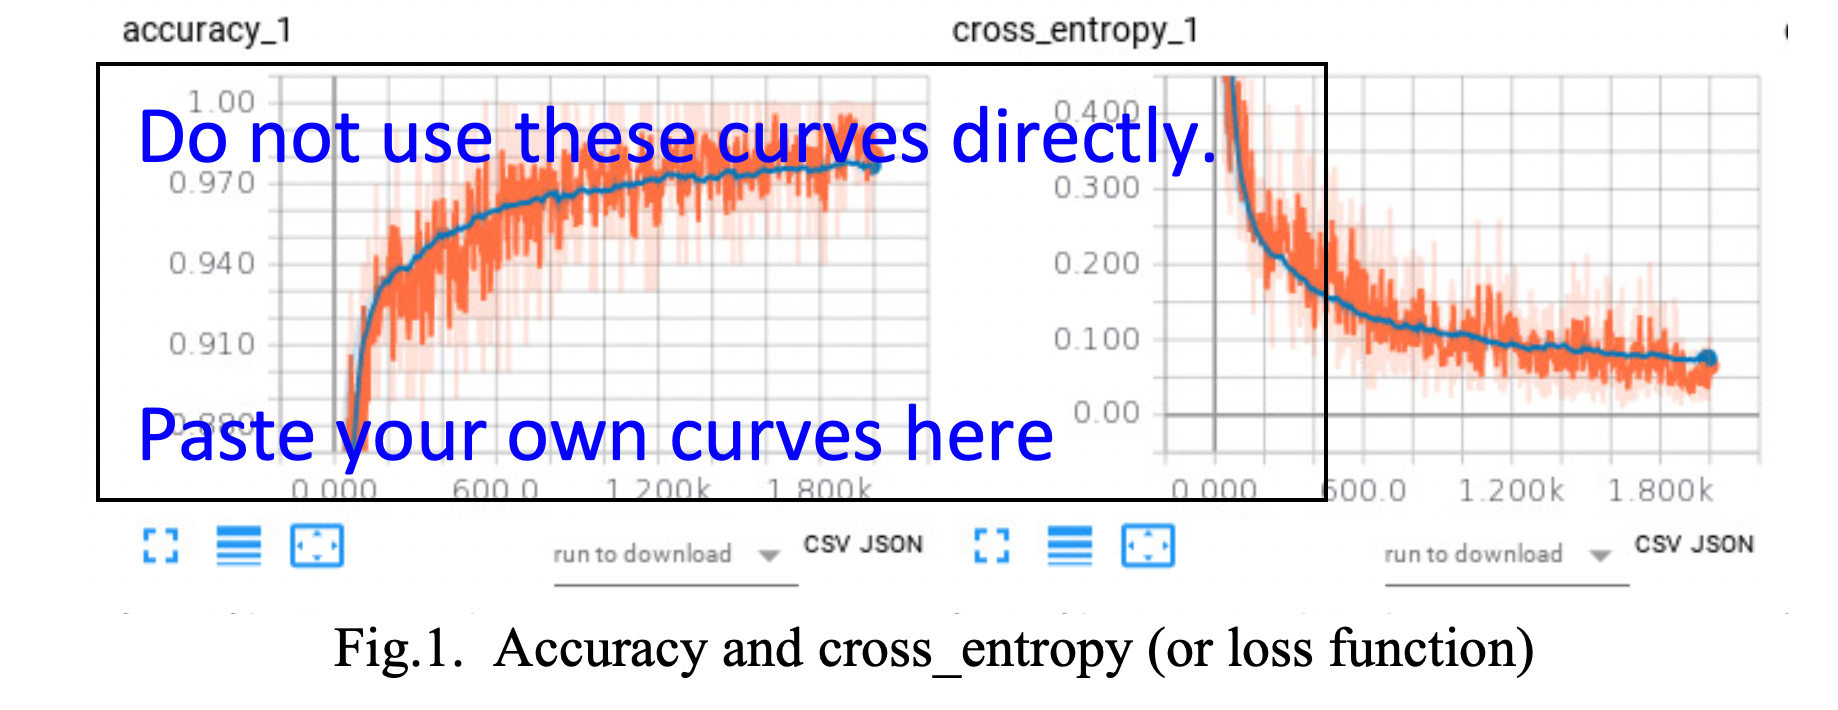 accuracy_1
cross_entropy_1
1.00
0.970
0.940
0.910
0.880
0.000 600.0 1.200k 1.800k
0.400
0.300
0.200
0.100
0.00
0.000 600.0 1.200k 1.800k
Do not use these curves directly.
Paste your own curves here
run to download CSV JSON
run to download CSV JSON
Fig.1. Accuracy and cross_entropy (or loss function)